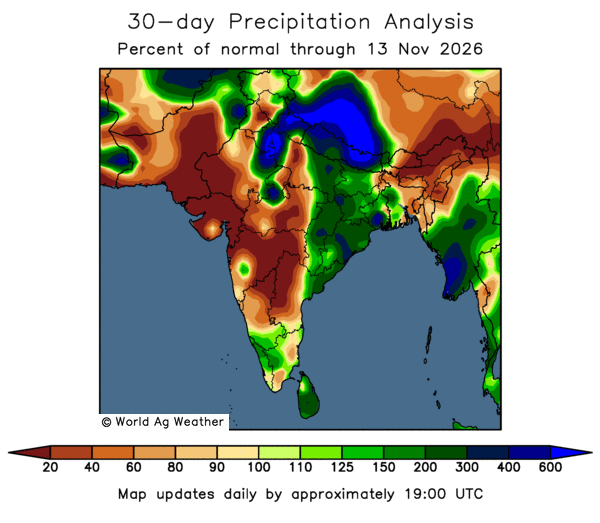 30-day Precipitation Analysis
Percent of normal through 13 Nov 2026
© World Ag Weather
20 40 60 80 90 100 110 125 150 200 300 400 600
Map updates daily by approximately 19:00 UTC